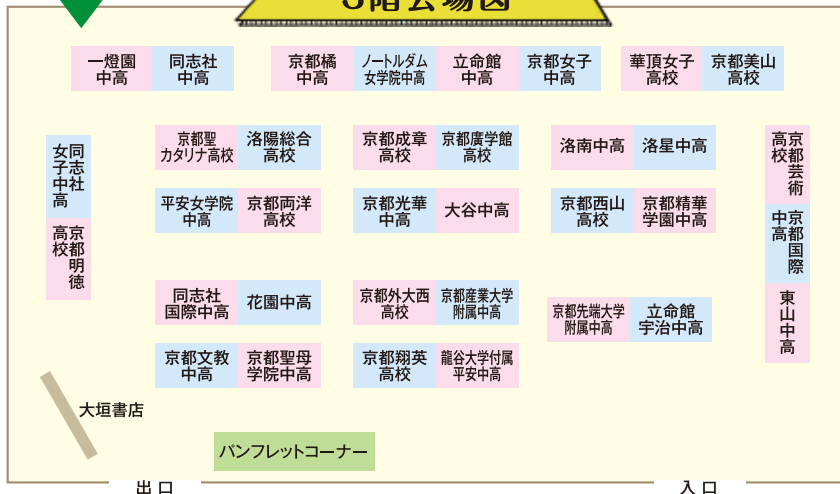 3階会場図
一燈園
中高
同志社
中高
京都橘
中高
ノートルダム
女学院中高
立命館
中高
京都女子
中高
華頂女子
高校
京都美山
高校
同志社
女子中高
京都明徳
高校
京都聖
カタリナ高校
洛陽総合
高校
京都成章
高校
京都廣学館
高校
洛南中高
洛星中高
京都芸術
高校
京都国際
中高
東山中高
平安女学院
中高
京都両洋
高校
京都光華
中高
大谷中高
京都西山
高校
京都精華
学園中高
同志社
国際中高
花園中高
京都外大西
高校
京都産業大学
附属中高
京都先端大学
附属中高
立命館
宇治中高
京都文教
中高
京都聖母
学院中高
京都翔英
高校
龍谷大学付属
平安中高
大垣書店
パンフレットコーナー
出口
入口